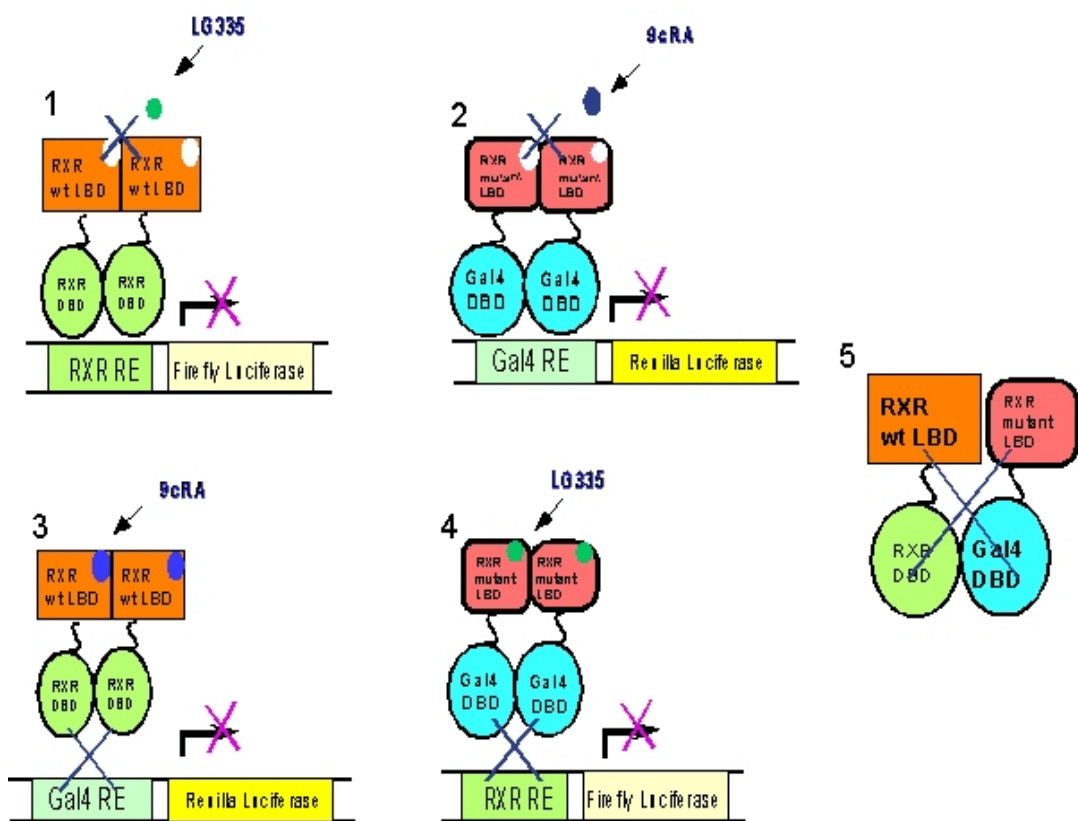 LG335
1
RXR
wt LBD
RXR
wt LBD
RXR
DBD
RXR
DBD
RXR RE
Firefly Luciferase
9cRA
2
RXR
mutant
LBD
RXR
mutant
LBD
Gal4
DBD
Gal4
DBD
Gal4 RE
Renilla Luciferase
9cRA
3
RXR
wt LBD
RXR
wt LBD
RXR
DBD
RXR
DBD
Gal4 RE
Renilla Luciferase
LG335
4
RXR
mutant
LBD
RXR
mutant
LBD
Gal4
DBD
Gal4
DBD
RXR RE
Firefly Luciferase
5
RXR
wt LBD
RXR
mutant
LBD
RXR
DBD
Gal4
DBD